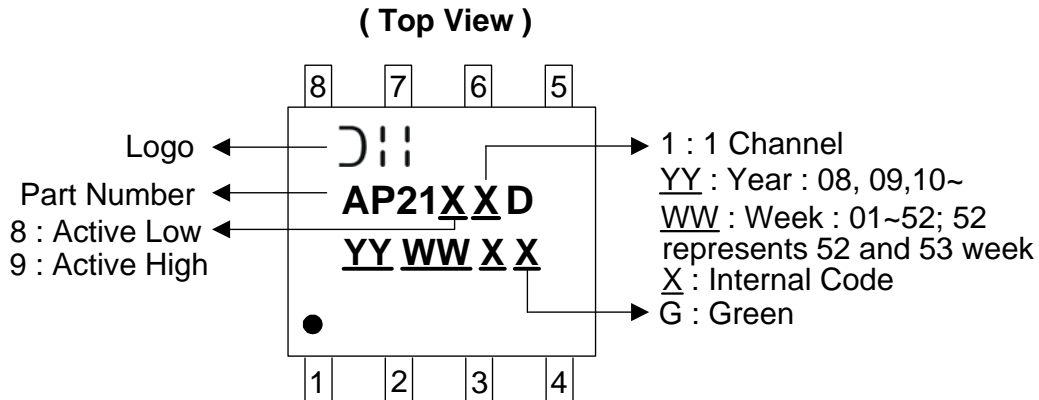 ( Top View )
8 7 6 5
Logo
Part Number
8 : Active Low
9 : Active High
AP21X X D
YY WW X X
1 : 1 Channel
YY : Year : 08, 09,10~
WW : Week : 01~52; 52
represents 52 and 53 week
X : Internal Code
G : Green
1 2 3 4